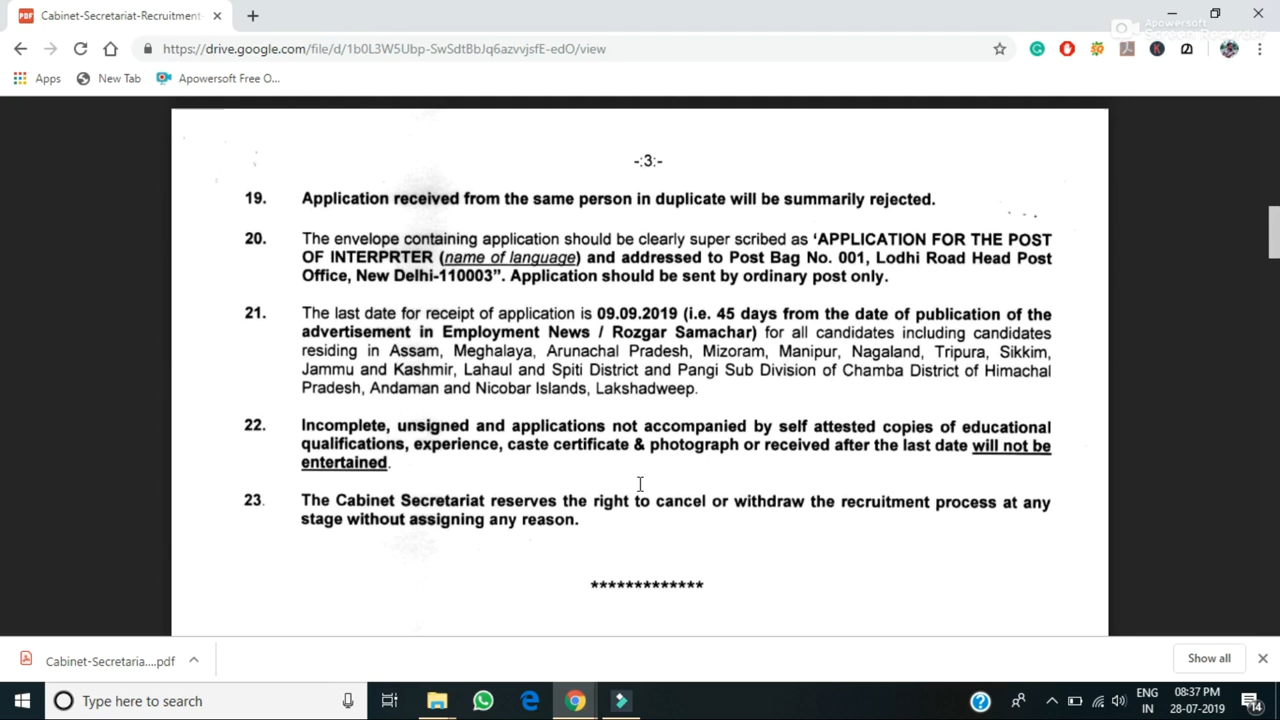 Cabinet-Secretariat-Recruitment-
Apowersoft
Screen Recorder
https://drive.google.com/file/d/1b0L3W5Ubp-SwSdtBbJq6azvvjsfE-edO/view
Apps New Tab Apowersoft Free O...
-:3:-
19. Application received from the same person in duplicate will be summarily rejected.
20. The envelope containing application should be clearly super scribed as ‘APPLICATION FOR THE POST
OF INTERPRTER (name of language) and addressed to Post Bag No. 001, Lodhi Road Head Post
Office, New Delhi-110003”. Application should be sent by ordinary post only.
21. The last date for receipt of application is 09.09.2019 (i.e. 45 days from the date of publication of the
advertisement in Employment News / Rozgar Samachar) for all candidates including candidates
residing in Assam, Meghalaya, Arunachal Pradesh, Mizoram, Manipur, Nagaland, Tripura, Sikkim,
Jammu and Kashmir, Lahaul and Spiti District and Pangi Sub Division of Chamba District of Himachal
Pradesh, Andaman and Nicobar Islands, Lakshadweep.
22. Incomplete, unsigned and applications not accompanied by self attested copies of educational
qualifications, experience, caste certificate & photograph or received after the last date will not be
entertained.
23. The Cabinet Secretariat reserves the right to cancel or withdraw the recruitment process at any
stage without assigning any reason.
*************
Cabinet-Secretaria....pdf
Show all
Type here to search
ENG 08:37 PM
IN 28-07-2019
14